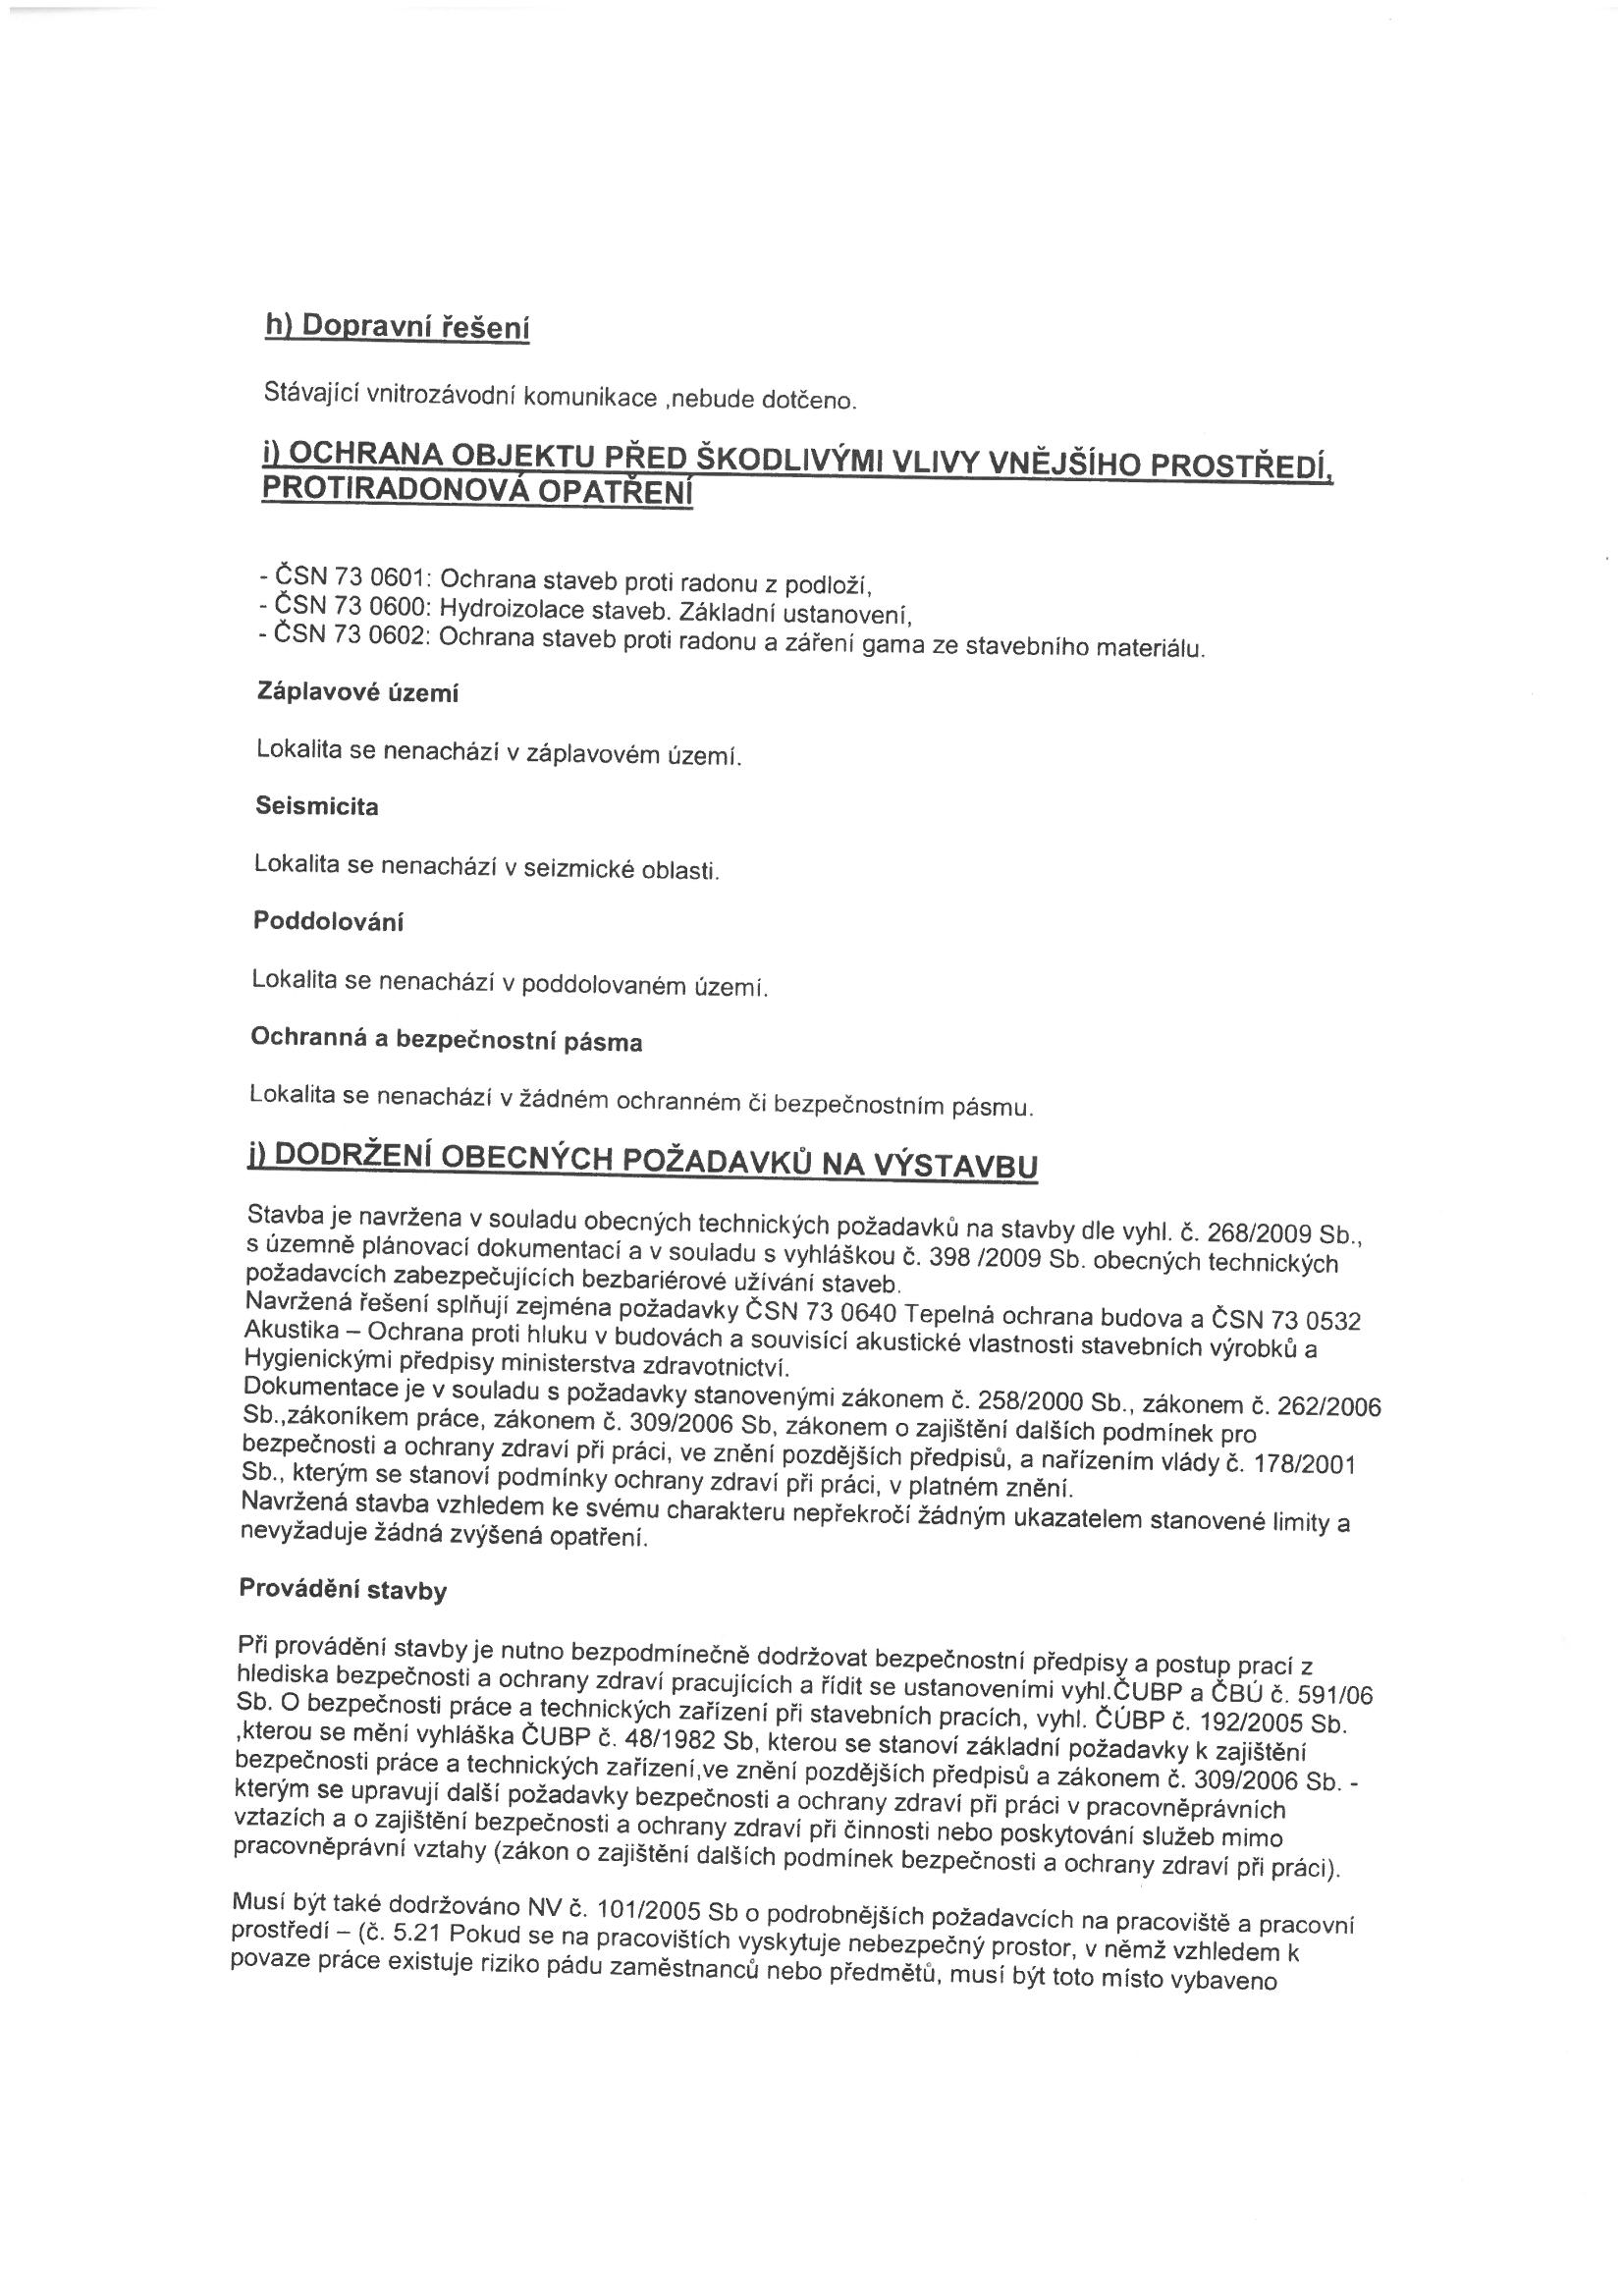 h) Dopravní řešení
Stávající vnitrozávodní komunikace ,nebude dotčeno.
i) OCHRANA OBJEKTU PŘED ŠKODLIVÝMI VLIVY VNĚJŠÍHO PROSTŘEDÍ,
PROTIRADONOVÁ OPATŘENÍ
- ČSN 73 0601: Ochrana staveb proti radonu z podloží,
- ČSN 73 0600: Hydroizolace staveb. Základní ustanovení,
- ČSN 73 0602: Ochrana staveb proti radonu a záření gama ze stavebního materiálu.
Záplavové území
Lokalita se nenachází v záplavovém území.
Seismicita
Lokalita se nenachází v seizmické oblasti.
Poddolování
Lokalita se nenachází v poddolovaném území.
Ochranná a bezpečnostní pásma
Lokalita se nenachází v žádném ochranném či bezpečnostním pásmu.
j) DODRŽENÍ OBECNÝCH POŽADAVKŮ NA VÝSTAVBU
Stavba je navržena v souladu obecných technických požadavků na stavby dle vyhl. č. 268/2009 Sb.,
s územně plánovací dokumentací a v souladu s vyhláškou č. 398 /2009 Sb. obecných technických
požadavcích zabezpečujících bezbariérové užívání staveb.
Navržená řešení splňují zejména požadavky ČSN 73 0640 Tepelná ochrana budova a ČSN 73 0532
Akustika – Ochrana proti hluku v budovách a souvisící akustické vlastnosti stavebních výrobků a
Hygienickými předpisy ministerstva zdravotnictví.
Dokumentace je v souladu s požadavky stanovenými zákonem č. 258/2000 Sb., zákonem č. 262/2006
Sb.,zákoníkem práce, zákonem č. 309/2006 Sb, zákonem o zajištění dalších podmínek pro
bezpečnosti a ochrany zdraví při práci, ve znění pozdějších předpisů, a nařízením vlády č. 178/2001
Sb., kterým se stanoví podmínky ochrany zdraví při práci, v platném znění.
Navržená stavba vzhledem ke svému charakteru nepřekročí žádným ukazatelem stanovené limity a
nevyžaduje žádná zvýšená opatření.
Provádění stavby
Při provádění stavby je nutno bezpodmínečně dodržovat bezpečnostní předpisy a postup prací z
hlediska bezpečnosti a ochrany zdraví pracujících a řídit se ustanoveními vyhl.ČUBP a ČBÚ č. 591/06
Sb. O bezpečnosti práce a technických zařízení při stavebních pracích, vyhl. ČÚBP č. 192/2005 Sb.
,kterou se mění vyhláška ČUBP č. 48/1982 Sb, kterou se stanoví základní požadavky k zajištění
bezpečnosti práce a technických zařízení,ve znění pozdějších předpisů a zákonem č. 309/2006 Sb. -
kterým se upravují další požadavky bezpečnosti a ochrany zdraví při práci v pracovněprávních
vztazích a o zajištění bezpečnosti a ochrany zdraví při činnosti nebo poskytování služeb mimo
pracovněprávní vztahy (zákon o zajištění dalších podmínek bezpečnosti a ochrany zdraví při práci).
Musí být také dodržováno NV č. 101/2005 Sb o podrobnějších požadavcích na pracoviště a pracovní
prostředí – (č. 5.21 Pokud se na pracovištích vyskytuje nebezpečný prostor, v němž vzhledem k
povaze práce existuje riziko pádu zaměstnanců nebo předmětů, musí být toto místo vybaveno